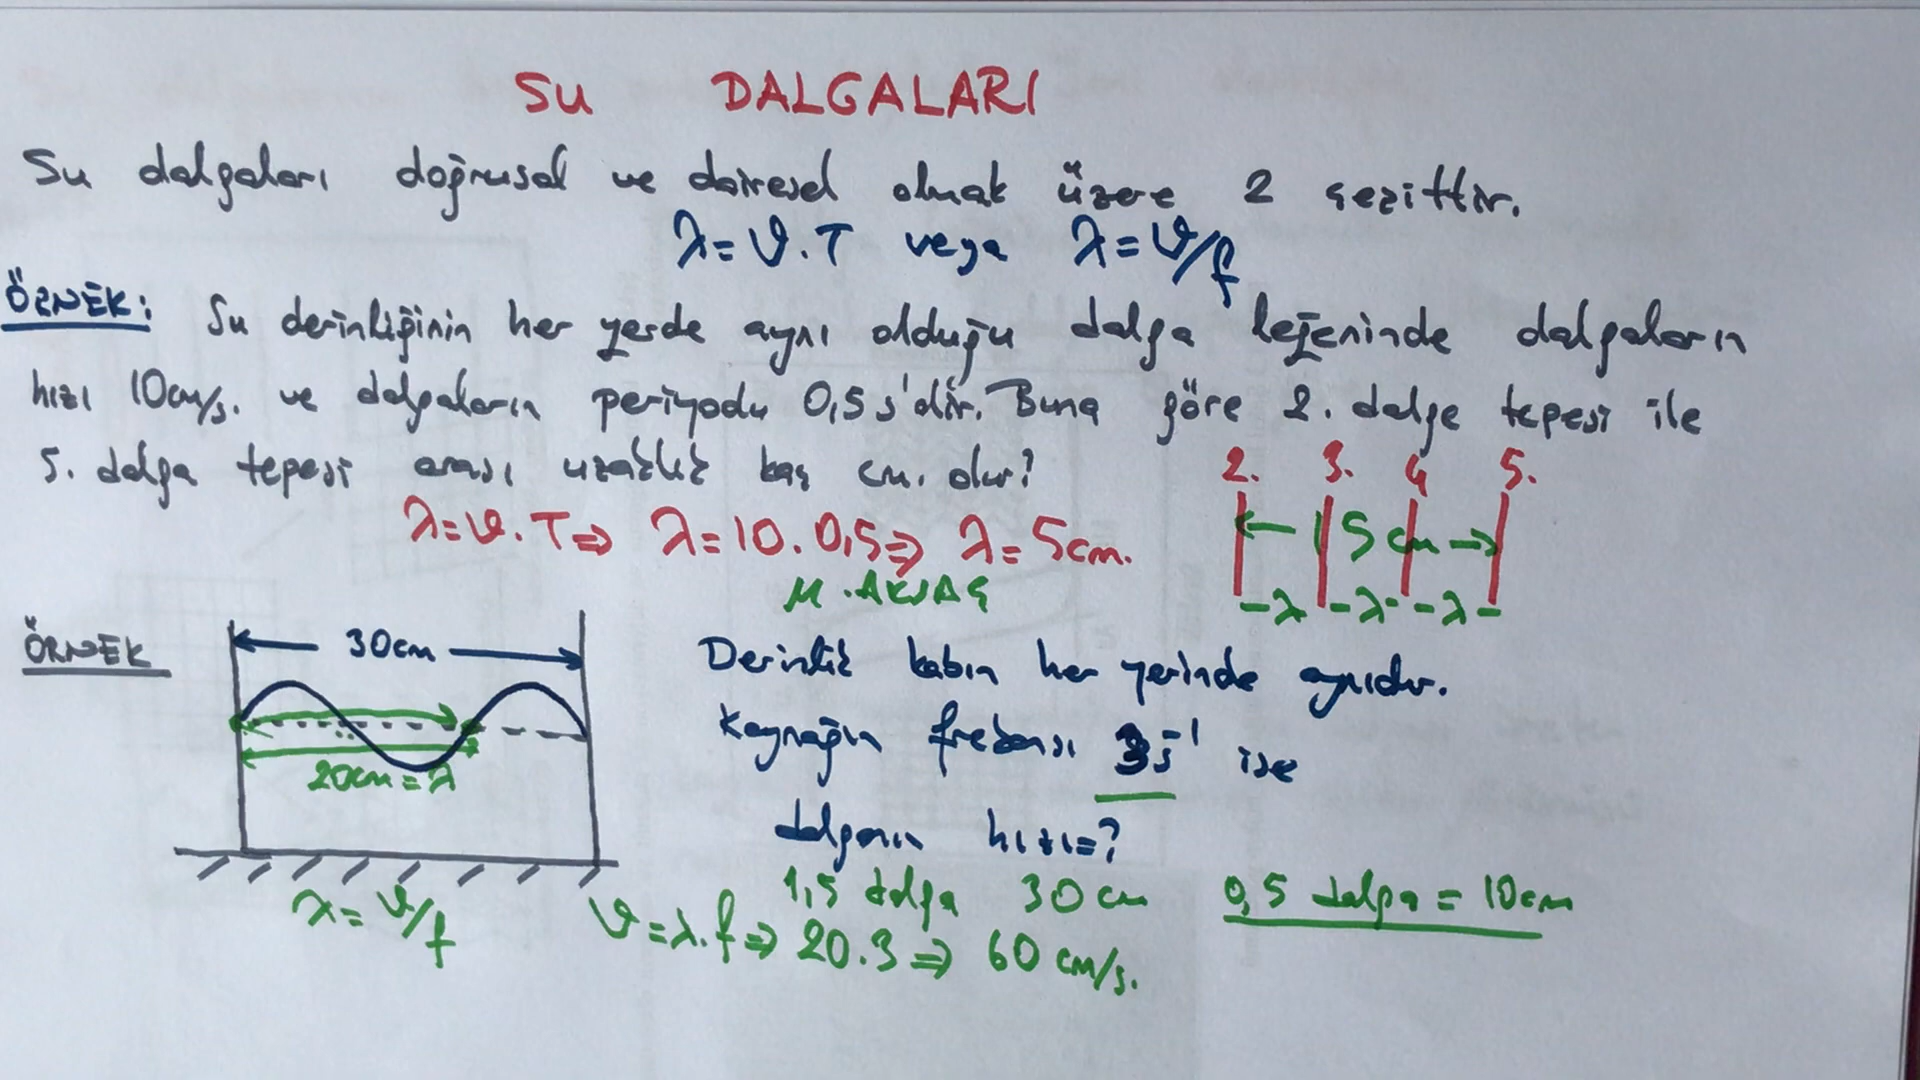 SU DALGALARI
Su dalgaları doğrusal ve dairesel olmak üzere 2 çeşittir.
λ=ϑ.T veya λ=ϑ/f
ÖRNEK: Su derinliğinin her yerde aynı olduğu dalga leğeninde dalgaların
hızı 10cm/s. ve dalgaların periyodu 0,5 s'dir. Buna göre 2. dalga tepesi ile
5. dalga tepesi arası uzaklık kaç cm. olur?
2. 3. 4 5.
λ=ϑ.T⇒ λ=10.0,5⇒ λ=5cm.
15 cm
M.AKJAÇ
-λ -λ- -λ-
ÖRNEK
30cm
20cm=λ
Derinlik kabın her yerinde aynıdır.
Kaynağın frekansı 3s⁻¹ ise
dalganın hızı=?
1,5 dalga 30 cm 0,5 dalga = 10cm
λ=ϑ/f ϑ=λ.f⇒ 20.3⇒ 60 cm/s.